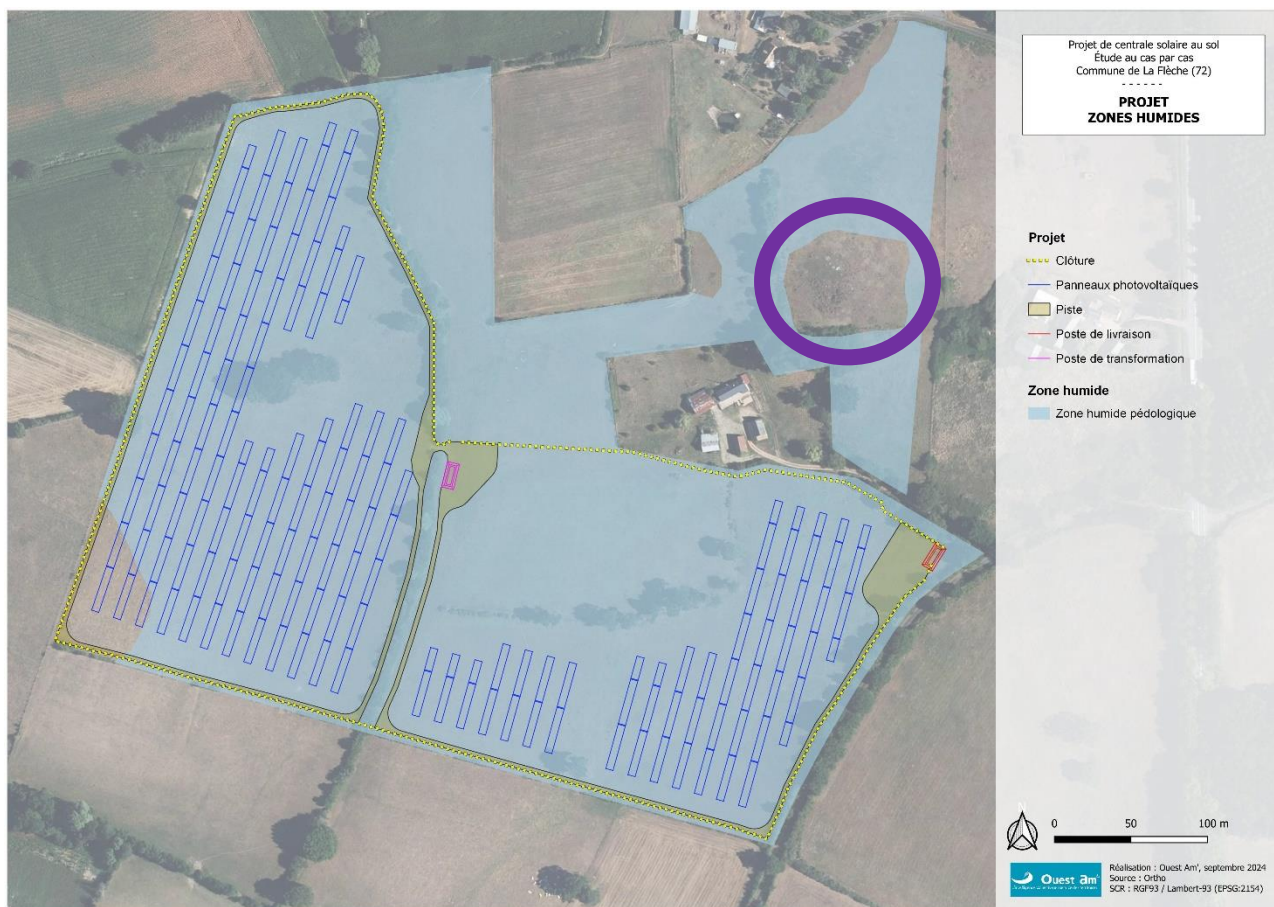 Projet de centrale solaire au sol
Étude au cas par cas
Commune de La Flèche (72)
- - - - - -
PROJET
ZONES HUMIDES
Projet
Clôture
Panneaux photovoltaïques
Piste
Poste de livraison
Poste de transformation
Zone humide
Zone humide pédologique
0 50 100 m
Ouest Am'
Réalisation : Ouest Am', septembre 2024
Source : Ortho
SCR : RGF93 / Lambert-93 (EPSG:2154)